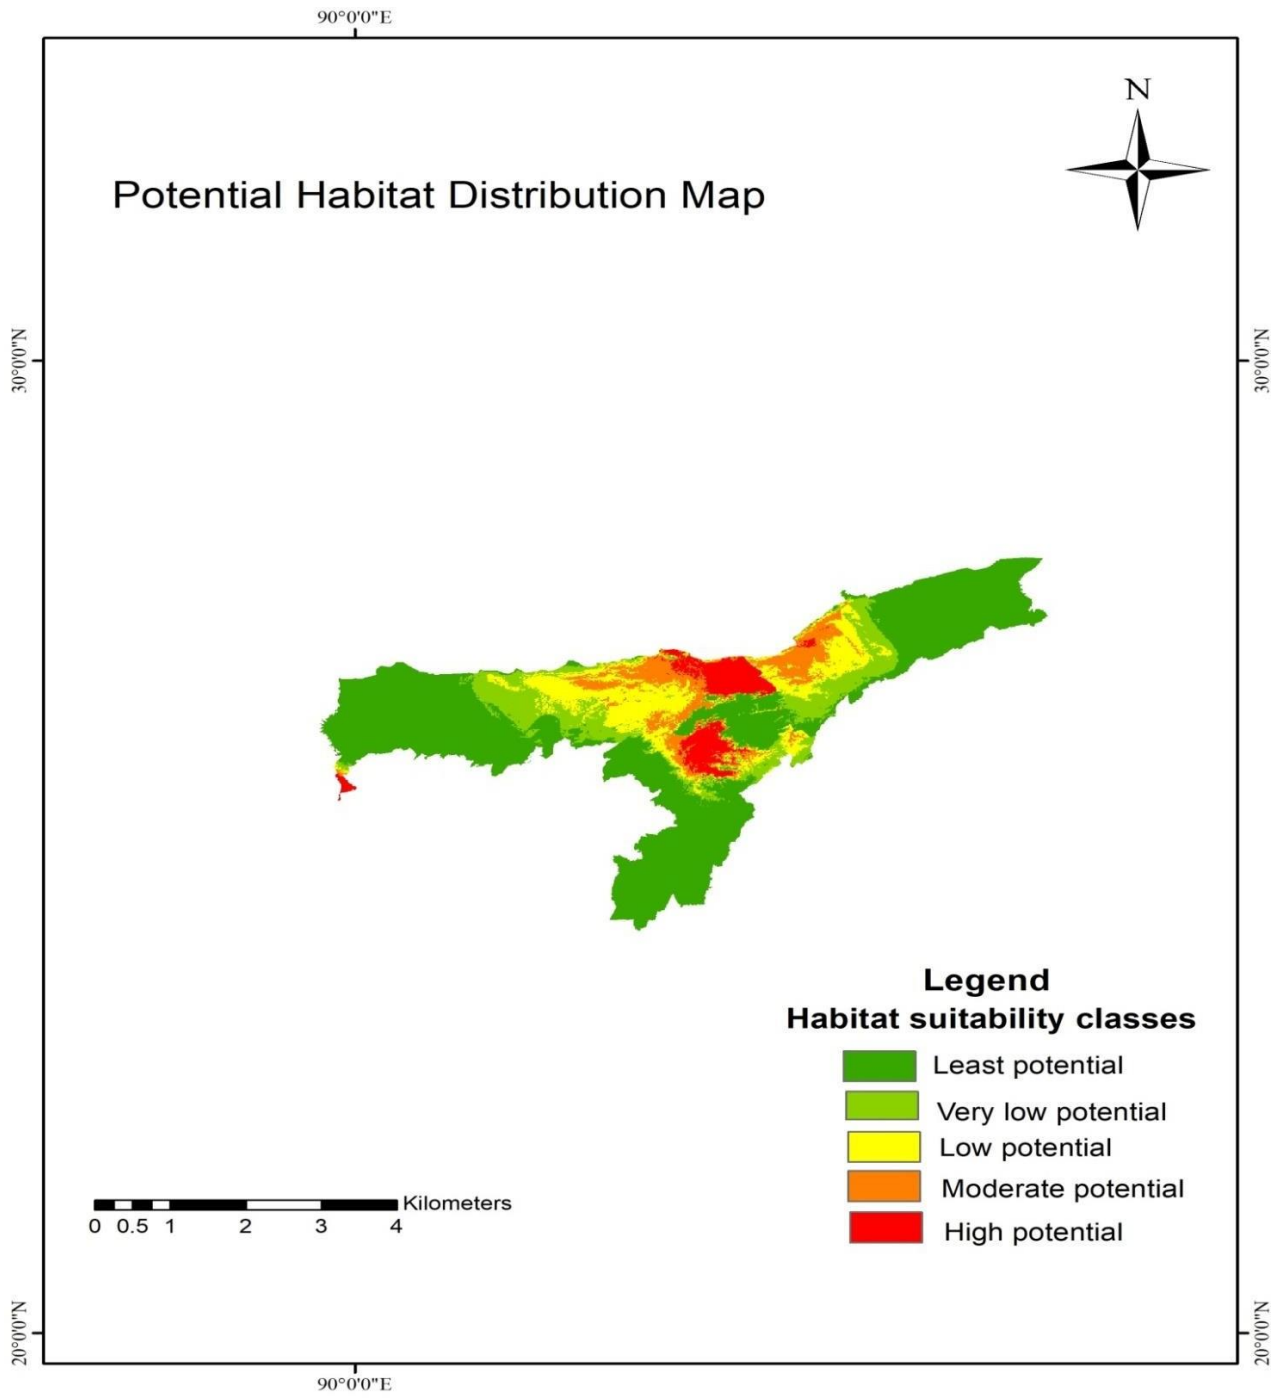 90°0'0"E
N
Potential Habitat Distribution Map
30°0'0"N
30°0'0"N
Legend
Habitat suitability classes
Least potential
Very low potential
Low potential
Moderate potential
High potential
Kilometers
0 0.5 1 2 3 4
20°0'0"N
20°0'0"N
90°0'0"E